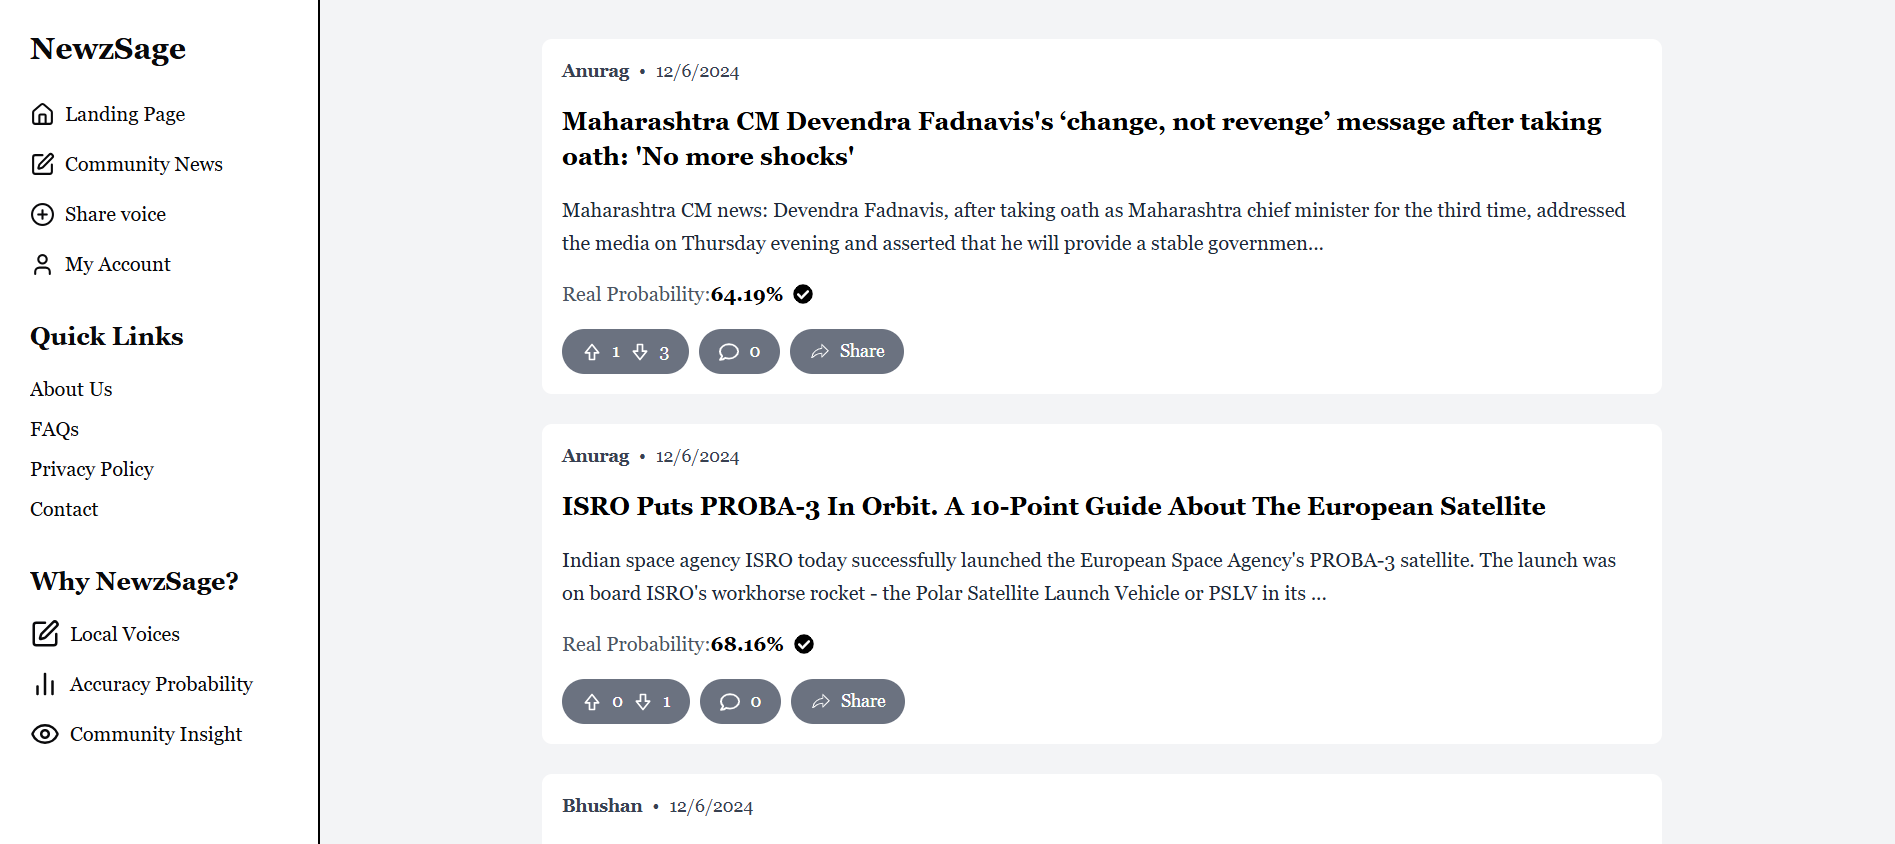 NewzSage
Landing Page
Community News
Share voice
My Account
Quick Links
About Us
FAQs
Privacy Policy
Contact
Why NewzSage?
Local Voices
Accuracy Probability
Community Insight
Anurag • 12/6/2024
Maharashtra CM Devendra Fadnavis's ‘change, not revenge’ message after taking
oath: 'No more shocks'
Maharashtra CM news: Devendra Fadnavis, after taking oath as Maharashtra chief minister for the third time, addressed
the media on Thursday evening and asserted that he will provide a stable governmen...
Real Probability:64.19%
1 3 0 Share
Anurag • 12/6/2024
ISRO Puts PROBA-3 In Orbit. A 10-Point Guide About The European Satellite
Indian space agency ISRO today successfully launched the European Space Agency's PROBA-3 satellite. The launch was
on board ISRO's workhorse rocket - the Polar Satellite Launch Vehicle or PSLV in its ...
Real Probability:68.16%
0 1 0 Share
Bhushan • 12/6/2024